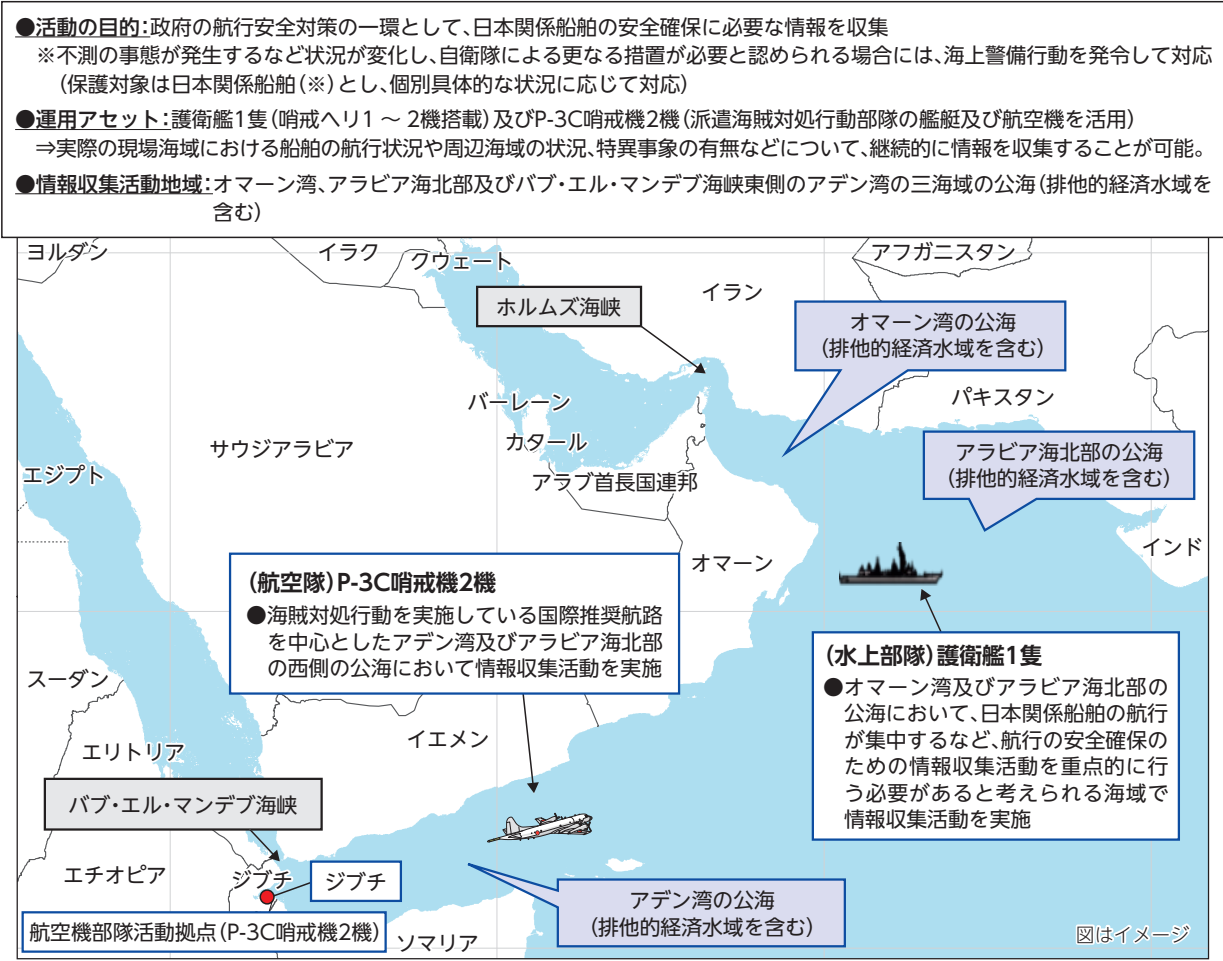 ●活動の目的：政府の航行安全対策の一環として、日本関係船舶の安全確保に必要な情報を収集
※不測の事態が発生するなど状況が変化し、自衛隊による更なる措置が必要と認められる場合には、海上警備行動を発令して対応
（保護対象は日本関係船舶（※）とし、個別具体的な状況に応じて対応）
●運用アセット：護衛艦1隻（哨戒ヘリ1 ～ 2機搭載）及びP-3C哨戒機2機（派遣海賊対処行動部隊の艦艇及び航空機を活用）
⇒実際の現場海域における船舶の航行状況や周辺海域の状況、特異事象の有無などについて、継続的に情報を収集することが可能。
●情報収集活動地域：オマーン湾、アラビア海北部及びバブ・エル・マンデブ海峡東側のアデン湾の三海域の公海（排他的経済水域を
含む）
ヨルダン
イラク
クウェート
アフガニスタン
イラン
ホルムズ海峡
オマーン湾の公海
（排他的経済水域を含む）
バーレーン
パキスタン
サウジアラビア
カタール
アラビア海北部の公海
（排他的経済水域を含む）
エジプト
アラブ首長国連邦
オマーン
インド
（航空隊）P-3C哨戒機2機
●海賊対処行動を実施している国際推奨航路
を中心としたアデン湾及びアラビア海北部
の西側の公海において情報収集活動を実施
（水上部隊）護衛艦1隻
●オマーン湾及びアラビア海北部の
公海において、日本関係船舶の航行
が集中するなど、航行の安全確保の
ための情報収集活動を重点的に行
う必要があると考えられる海域で
情報収集活動を実施
スーダン
エリトリア
イエメン
バブ・エル・マンデブ海峡
エチオピア
ジブチ
ジブチ
アデン湾の公海
（排他的経済水域を含む）
航空機部隊活動拠点（P-3C哨戒機2機）
ソマリア
図はイメージ